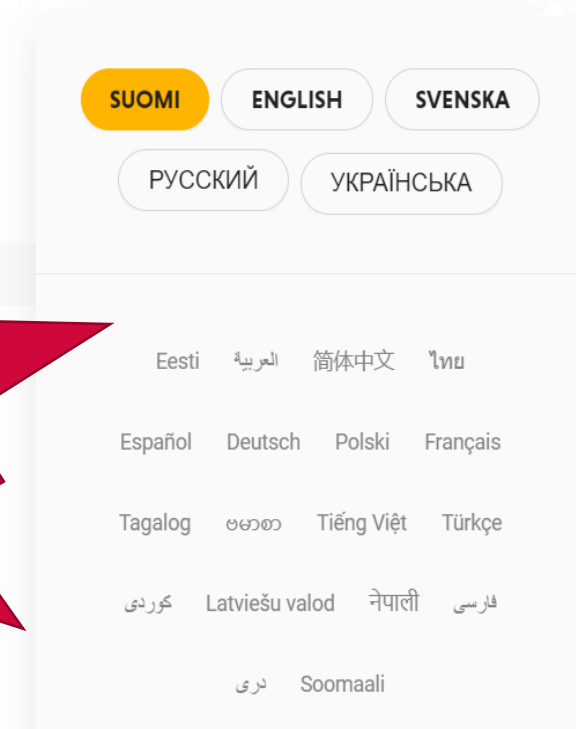 SUOMI ENGLISH SVENSKA
РУССКИЙ УКРАЇНСЬКА
Eesti العربية 简体中文 ไทย
Español Deutsch Polski Français
Tagalog ဗမာစာ Tiếng Việt Türkçe
کوردی Latviešu valod नेपाली فارسی
دری Soomaali